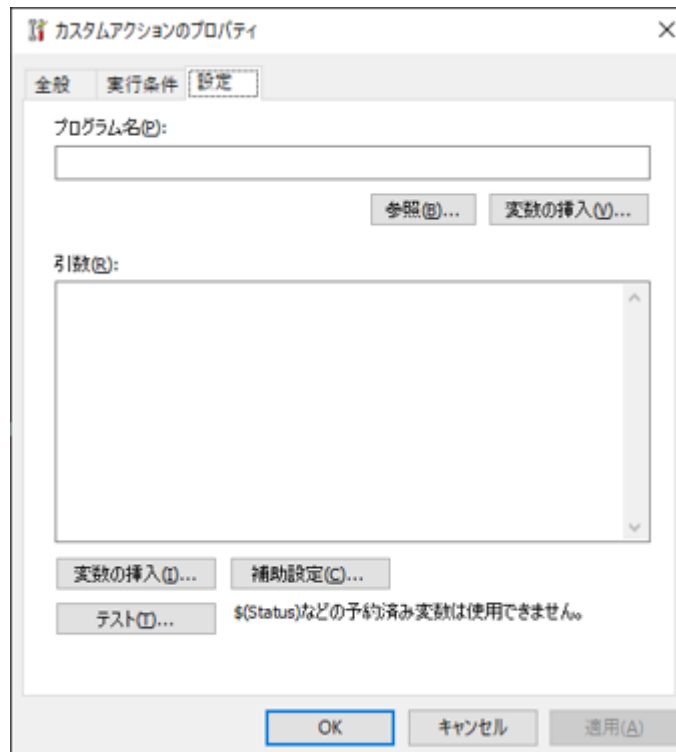 カスタムアクションのプロパティ
全般 実行条件 設定
プログラム名(P):
参照(B)... 変数の挿入(V)...
引数(R):
変数の挿入(I)... 補助設定(C)...
テスト(T)... $(Status)などの予約済み変数は使用できません。
OK キャンセル 適用(A)